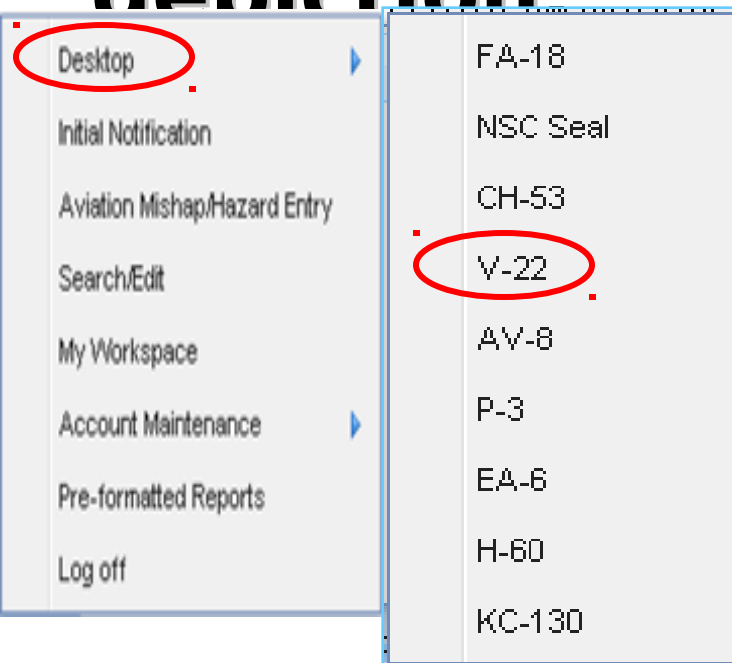 Desktop
Initial Notification
Aviation Mishap/Hazard Entry
Search/Edit
My Workspace
Account Maintenance
Pre-formatted Reports
Log off
FA-18
NSC Seal
CH-53
V-22
AV-8
P-3
EA-6
H-60
KC-130